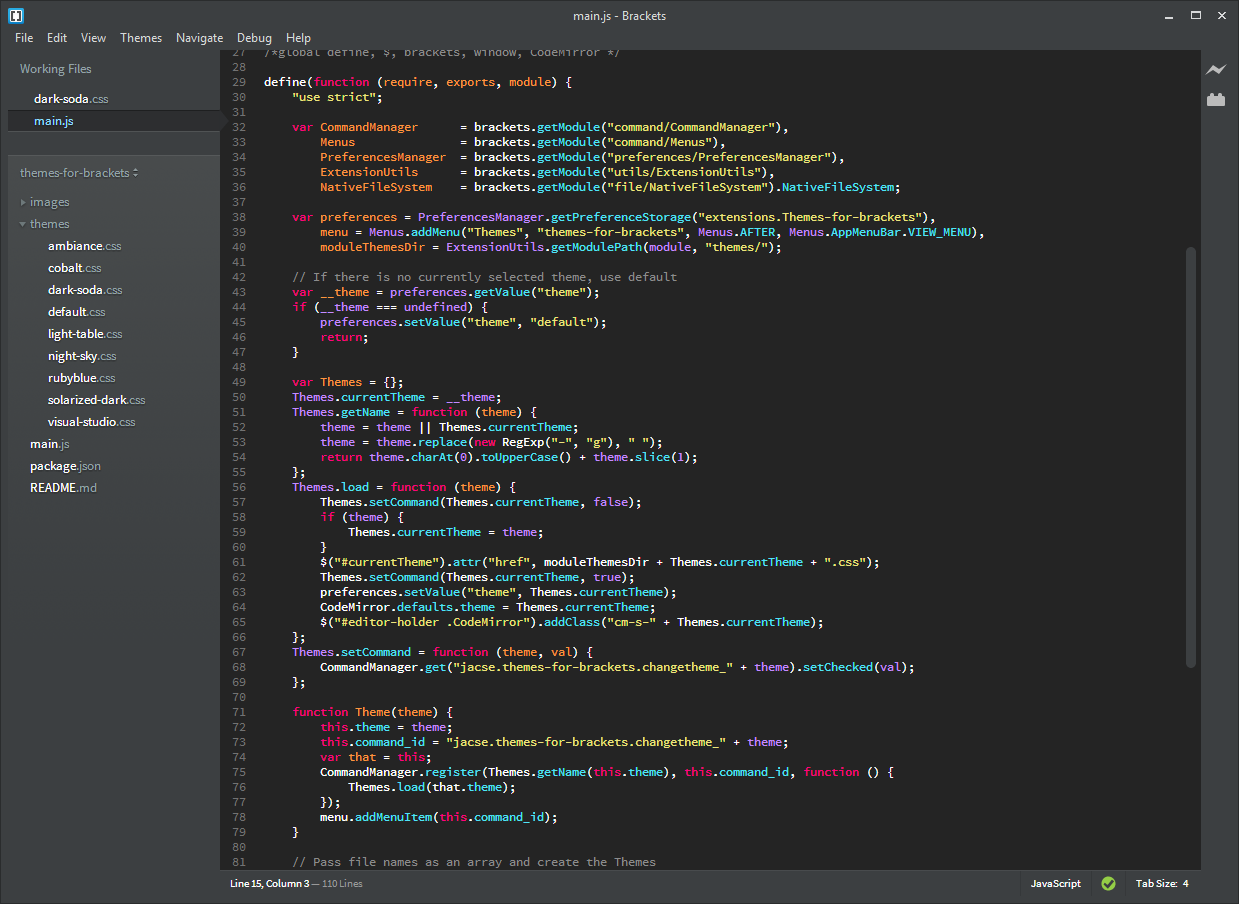 main.js - Brackets
File Edit View Themes Navigate Debug Help
Working Files
dark-soda.css
main.js
themes-for-brackets
images
themes
ambiance.css
cobalt.css
dark-soda.css
default.css
light-table.css
night-sky.css
rubyblue.css
solarized-dark.css
visual-studio.css
main.js
package.json
README.md
27 /*global define, $, brackets, window, CodeMirror */
28
29 define(function (require, exports, module) {
30     "use strict";
31
32     var CommandManager      = brackets.getModule("command/CommandManager"),
33         Menus               = brackets.getModule("command/Menus"),
34         PreferencesManager  = brackets.getModule("preferences/PreferencesManager"),
35         ExtensionUtils      = brackets.getModule("utils/ExtensionUtils"),
36         NativeFileSystem    = brackets.getModule("file/NativeFileSystem").NativeFileSystem;
37
38     var preferences = PreferencesManager.getPreferenceStorage("extensions.Themes-for-brackets"),
39         menu = Menus.addMenu("Themes", "themes-for-brackets", Menus.AFTER, Menus.AppMenuBar.VIEW_MENU),
40         moduleThemesDir = ExtensionUtils.getModulePath(module, "themes/");
41
42     // If there is no currently selected theme, use default
43     var __theme = preferences.getValue("theme");
44     if (__theme === undefined) {
45         preferences.setValue("theme", "default");
46         return;
47     }
48
49     var Themes = {};
50     Themes.currentTheme = __theme;
51     Themes.getName = function (theme) {
52         theme = theme || Themes.currentTheme;
53         theme = theme.replace(new RegExp("-", "g"), " ");
54         return theme.charAt(0).toUpperCase() + theme.slice(1);
55     };
56     Themes.load = function (theme) {
57         Themes.setCommand(Themes.currentTheme, false);
58         if (theme) {
59             Themes.currentTheme = theme;
60         }
61         $("#currentTheme").attr("href", moduleThemesDir + Themes.currentTheme + ".css");
62         Themes.setCommand(Themes.currentTheme, true);
63         preferences.setValue("theme", Themes.currentTheme);
64         CodeMirror.defaults.theme = Themes.currentTheme;
65         $("#editor-holder .CodeMirror").addClass("cm-s-" + Themes.currentTheme);
66     };
67     Themes.setCommand = function (theme, val) {
68         CommandManager.get("jacse.themes-for-brackets.changetheme_" + theme).setChecked(val);
69     };
70
71     function Theme(theme) {
72         this.theme = theme;
73         this.command_id = "jacse.themes-for-brackets.changetheme_" + theme;
74         var that = this;
75         CommandManager.register(Themes.getName(this.theme), this.command_id, function () {
76             Themes.load(that.theme);
77         });
78         menu.addMenuItem(this.command_id);
79     }
80
81     // Pass file names as an array and create the Themes
Line 15, Column 3 — 110 Lines
JavaScript
Tab Size: 4